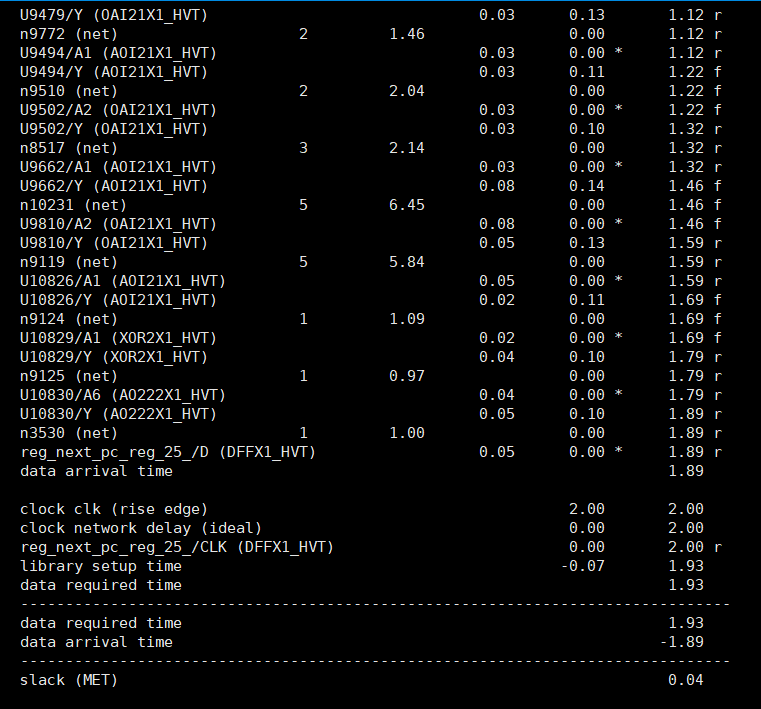 U9479/Y (OAI21X1_HVT) 0.03 0.13 1.12 r
n9772 (net) 2 1.46 0.00 1.12 r
U9494/A1 (AOI21X1_HVT) 0.03 0.00 * 1.12 r
U9494/Y (AOI21X1_HVT) 0.03 0.11 1.22 f
n9510 (net) 2 2.04 0.00 1.22 f
U9502/A2 (OAI21X1_HVT) 0.03 0.00 * 1.22 f
U9502/Y (OAI21X1_HVT) 0.03 0.10 1.32 r
n8517 (net) 3 2.14 0.00 1.32 r
U9662/A1 (AOI21X1_HVT) 0.03 0.00 * 1.32 r
U9662/Y (AOI21X1_HVT) 0.08 0.14 1.46 f
n10231 (net) 5 6.45 0.00 1.46 f
U9810/A2 (OAI21X1_HVT) 0.08 0.00 * 1.46 f
U9810/Y (OAI21X1_HVT) 0.05 0.13 1.59 r
n9119 (net) 5 5.84 0.00 1.59 r
U10826/A1 (AOI21X1_HVT) 0.05 0.00 * 1.59 r
U10826/Y (AOI21X1_HVT) 0.02 0.11 1.69 f
n9124 (net) 1 1.09 0.00 1.69 f
U10829/A1 (XOR2X1_HVT) 0.02 0.00 * 1.69 f
U10829/Y (XOR2X1_HVT) 0.04 0.10 1.79 r
n9125 (net) 1 0.97 0.00 1.79 r
U10830/A6 (AO222X1_HVT) 0.04 0.00 * 1.79 r
U10830/Y (AO222X1_HVT) 0.05 0.10 1.89 r
n3530 (net) 1 1.00 0.00 1.89 r
reg_next_pc_reg_25_/D (DFFX1_HVT) 0.05 0.00 * 1.89 r
data arrival time 1.89
clock clk (rise edge) 2.00 2.00
clock network delay (ideal) 0.00 2.00
reg_next_pc_reg_25_/CLK (DFFX1_HVT) 0.00 2.00 r
library setup time -0.07 1.93
data required time 1.93
-------------------------------------------------------------------------------
data required time 1.93
data arrival time -1.89
-------------------------------------------------------------------------------
slack (MET) 0.04